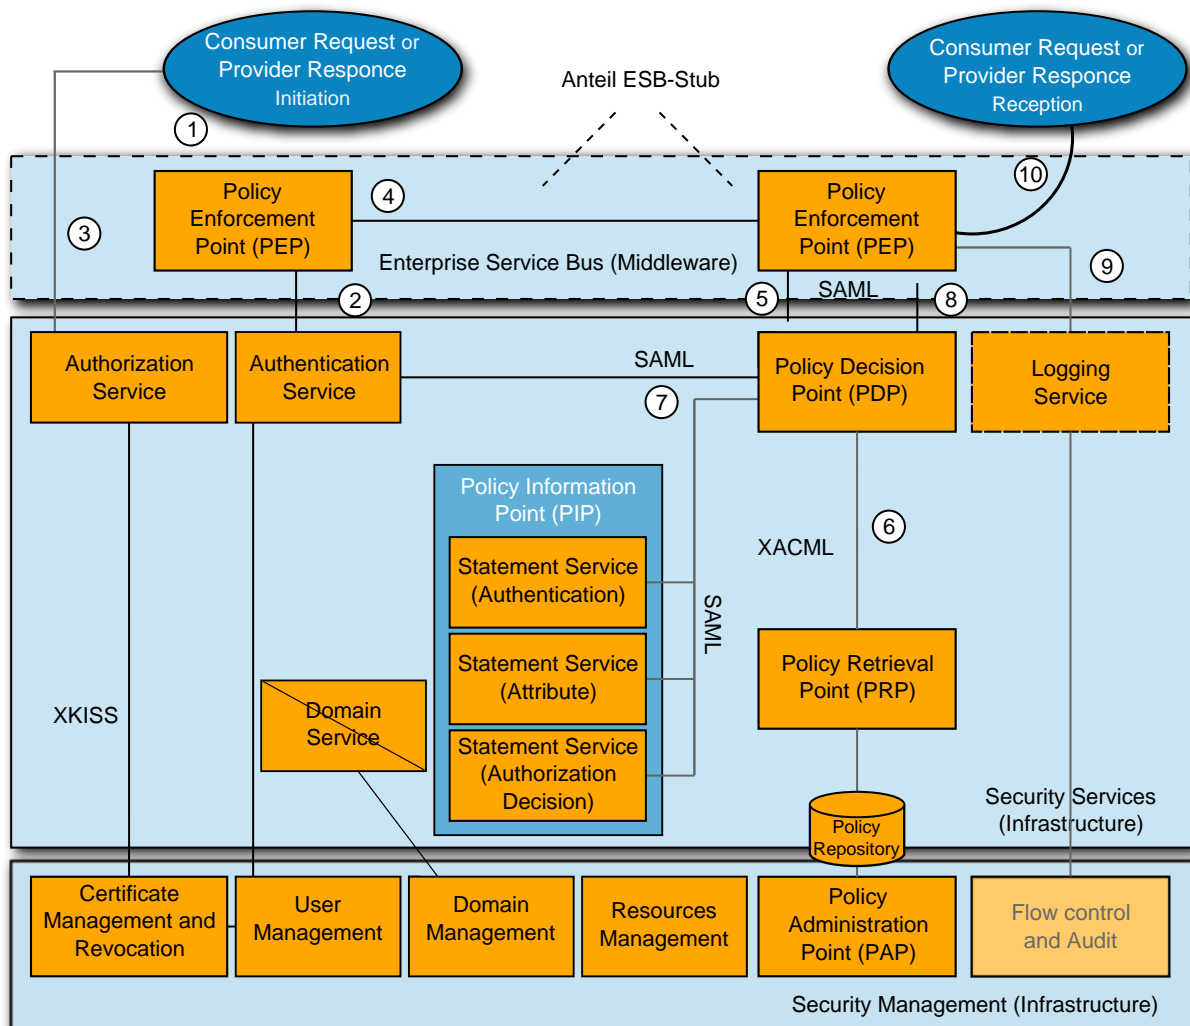 Consumer Request or
Provider Responce
Initiation
Consumer Request or
Provider Responce
Reception
Anteil ESB-Stub
1
10
Policy
Enforcement
Point (PEP)
4
Policy
Enforcement
Point (PEP)
3
Enterprise Service Bus (Middleware)
9
2
5
SAML
8
Authorization
Service
Authentication
Service
SAML
7
Policy Decision
Point (PDP)
Logging
Service
Policy Information
Point (PIP)
6
XACML
Statement Service
(Authentication)
SAML
Statement Service
(Attribute)
Policy Retrieval
Point (PRP)
XKISS
Domain
Service
Statement Service
(Authorization
Decision)
Security Services
(Infrastructure)
Policy
Repository
Certificate
Management and
Revocation
User
Management
Domain
Management
Resources
Management
Policy
Administration
Point (PAP)
Flow control
and Audit
Security Management (Infrastructure)